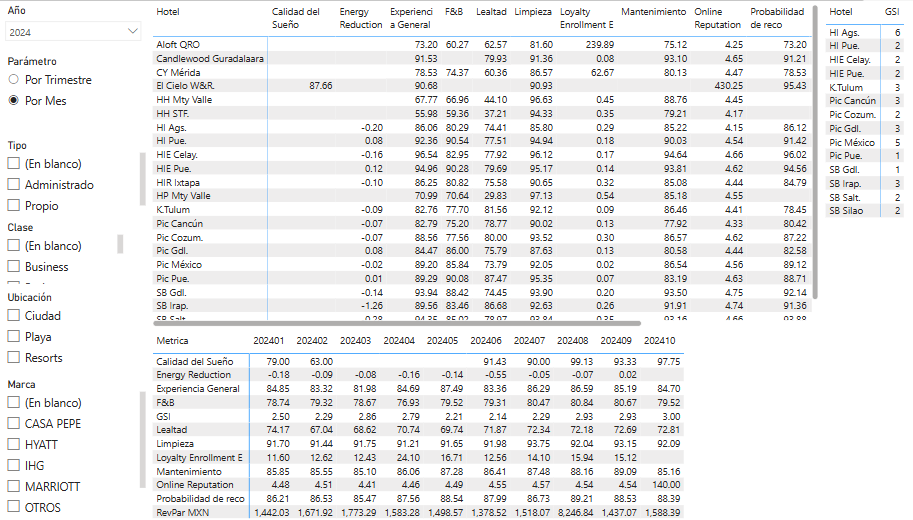 Año
2024
Parámetro
Por Trimestre
Por Mes
Tipo
(En blanco)
Administrado
Propio
Clase
(En blanco)
Business
Ubicación
Ciudad
Playa
Resorts
Marca
(En blanco)
CASA PEPE
HYATT
IHG
MARRIOTT
OTROS
Hotel Calidad del Sueño Energy Reduction Experienci a General F&B Lealtad Limpieza Loyalty Enrollment E Mantenimiento Online Reputation Probabilidad de reco
Aloft QRO 73.20 60.27 62.57 81.60 239.89 75.12 4.25 73.20
Candlewood Guradalaara 91.53 79.93 91.36 0.08 93.10 4.65 91.21
CY Mérida 78.53 74.37 60.36 86.57 62.67 80.13 4.47 78.53
El Cielo W&R. 87.66 90.68 90.93 430.25 95.43
HH Mty Valle 67.77 66.96 44.10 96.63 0.45 88.76 4.45
HH STF. 55.98 59.36 37.21 94.33 0.35 79.21 4.17
HI Ags. -0.20 86.06 80.29 74.41 85.80 0.29 85.22 4.15 86.12
HI Pue. 0.08 92.36 90.54 77.51 94.94 0.18 90.03 4.54 91.42
HIE Celay. -0.16 96.54 82.95 77.92 96.12 0.17 94.64 4.66 96.02
HIE Pue. 0.12 94.96 90.28 79.69 95.17 0.14 93.81 4.62 94.56
HIR Ixtapa -0.10 86.25 80.82 75.58 90.65 0.32 85.08 4.44 84.79
HP Mty Valle 70.99 70.64 29.83 97.13 0.54 85.18 4.55
K.Tulum -0.09 82.76 77.70 81.56 92.12 0.09 86.46 4.41 78.45
Pic Cancún -0.07 82.79 75.20 78.77 90.02 0.13 77.92 4.33 80.42
Pic Cozum. -0.07 88.56 77.56 80.00 93.52 0.30 86.57 4.62 87.22
Pic Gdl. 0.08 84.47 86.00 75.79 87.63 0.13 80.58 4.44 82.58
Pic México -0.02 89.20 85.84 73.79 92.05 0.02 86.54 4.56 89.12
Pic Pue. 0.01 89.29 90.08 87.47 95.35 0.07 83.19 4.63 88.71
SB Gdl. -0.14 93.94 88.42 74.45 93.90 0.20 93.50 4.75 92.14
SB Irap. -1.26 89.56 83.46 86.68 92.63 0.26 91.91 4.74 91.36
Hotel GSI
HI Ags. 6
HI Pue. 2
HIE Celay. 2
HIE Pue. 2
K.Tulum 3
Pic Cancún 3
Pic Cozum. 2
Pic Gdl. 3
Pic México 5
Pic Pue. 1
SB Gdl. 1
SB Irap. 3
SB Salt. 2
SB Silao 2
Metrica 202401 202402 202403 202404 202405 202406 202407 202408 202409 202410
Calidad del Sueño 79.00 63.00 91.43 90.00 99.13 93.33 97.75
Energy Reduction -0.18 -0.09 -0.08 -0.16 -0.14 -0.55 -0.05 -0.07 0.02
Experiencia General 84.85 83.32 81.98 84.69 87.49 83.36 86.29 86.59 85.19 84.70
F&B 78.74 79.32 78.67 76.93 79.52 79.31 80.47 80.84 80.67 79.52
GSI 2.50 2.29 2.86 2.79 2.21 2.14 2.29 2.93 2.93 3.00
Lealtad 74.17 67.04 68.62 70.74 69.74 71.87 72.34 72.18 72.69 72.81
Limpieza 91.70 91.44 91.75 91.21 91.65 91.98 93.75 92.04 93.15 92.09
Loyalty Enrollment E 11.60 12.62 12.43 24.10 16.71 12.56 14.10 15.94 15.12
Mantenimiento 85.85 85.55 85.10 86.06 87.28 86.41 87.48 88.16 89.09 85.16
Online Reputation 4.48 4.51 4.41 4.46 4.49 4.55 4.57 4.54 4.54 140.00
Probabilidad de reco 86.21 86.53 85.47 87.56 88.54 87.99 86.73 89.21 88.53 88.39
RevPar MXN 1,442.03 1,671.92 1,773.29 1,583.28 1,498.57 1,378.52 1,518.07 8,246.84 1,437.07 1,588.39